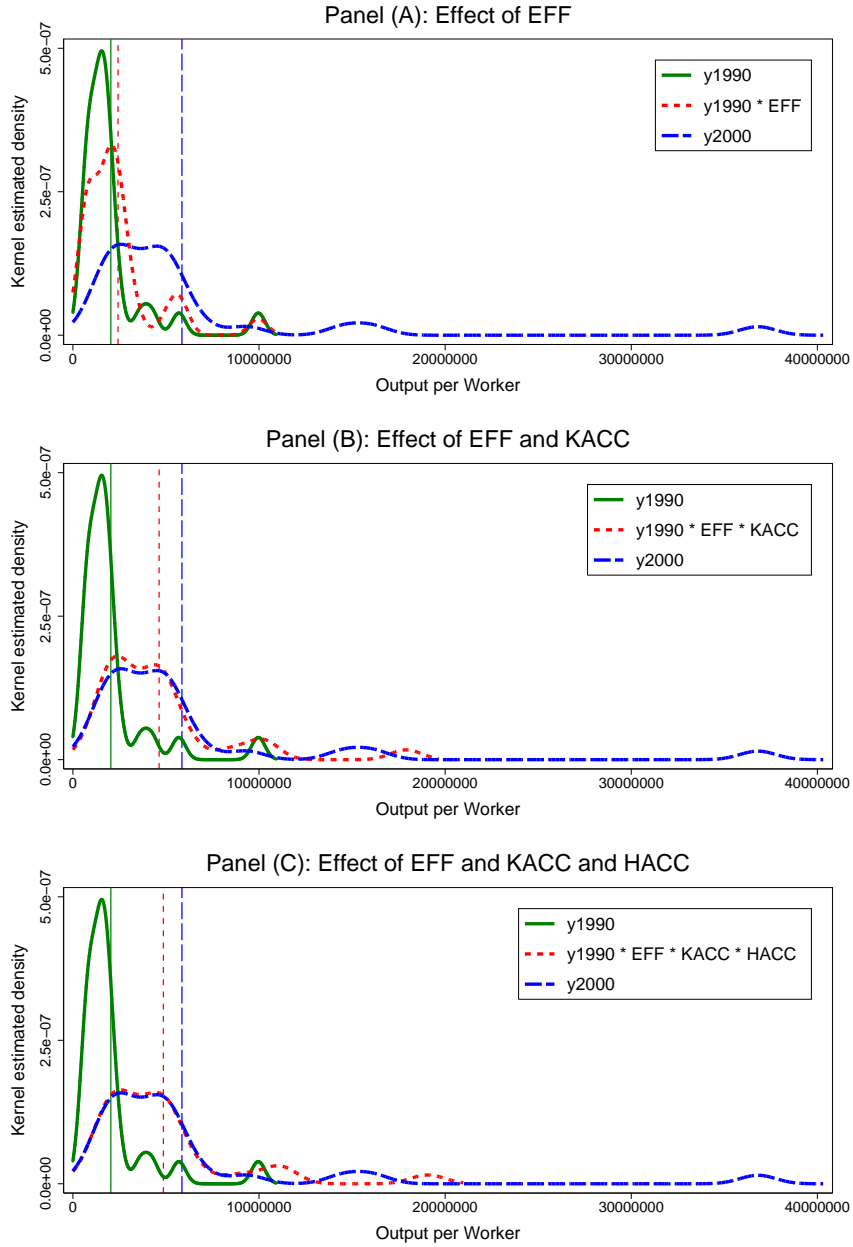 Panel (A): Effect of EFF
Kernel estimated density
5.0e−07
2.5e−07
0.0e+00
y1990
y1990 * EFF
y2000
0 10000000 20000000 30000000 40000000
Output per Worker
Panel (B): Effect of EFF and KACC
Kernel estimated density
5.0e−07
2.5e−07
0.0e+00
y1990
y1990 * EFF * KACC
y2000
0 10000000 20000000 30000000 40000000
Output per Worker
Panel (C): Effect of EFF and KACC and HACC
Kernel estimated density
5.0e−07
2.5e−07
0.0e+00
y1990
y1990 * EFF * KACC * HACC
y2000
0 10000000 20000000 30000000 40000000
Output per Worker